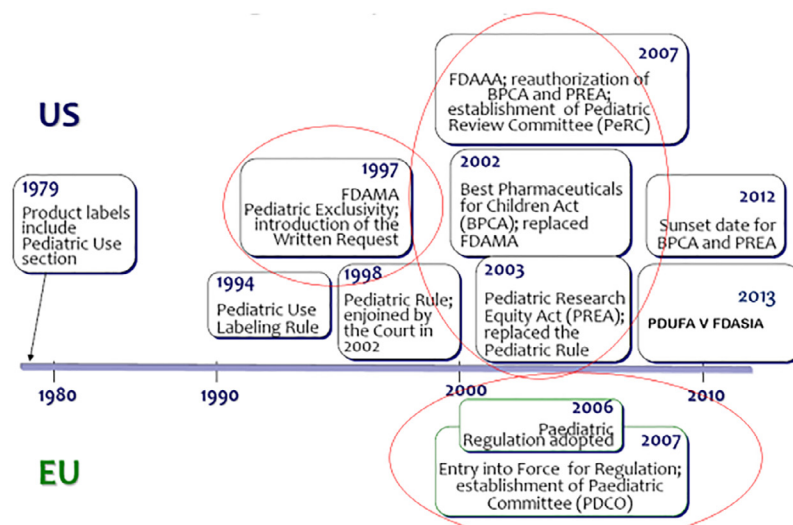 US
2007
FDAAA; reauthorization of
BPCA and PREA;
establishment of Pediatric
Review Committee (PeRC)
1997
FDAMA
Pediatric Exclusivity;
introduction of the
Written Request
2002
Best Pharmaceuticals
for Children Act
(BPCA); replaced
FDAMA
1979
Product labels
include
Pediatric Use
section
2012
Sunset date for
BPCA and PREA
1994
Pediatric Use
Labeling Rule
1998
Pediatric Rule;
enjoined by
the Court in
2002
2003
Pediatric Research
Equity Act (PREA);
replaced the
Pediatric Rule
2013
PDUFA V FDASIA
1980
1990
2000
2010
EU
2006
Paediatric
Regulation adopted
2007
Entry into Force for Regulation;
establishment of Paediatric
Committee (PDCO)